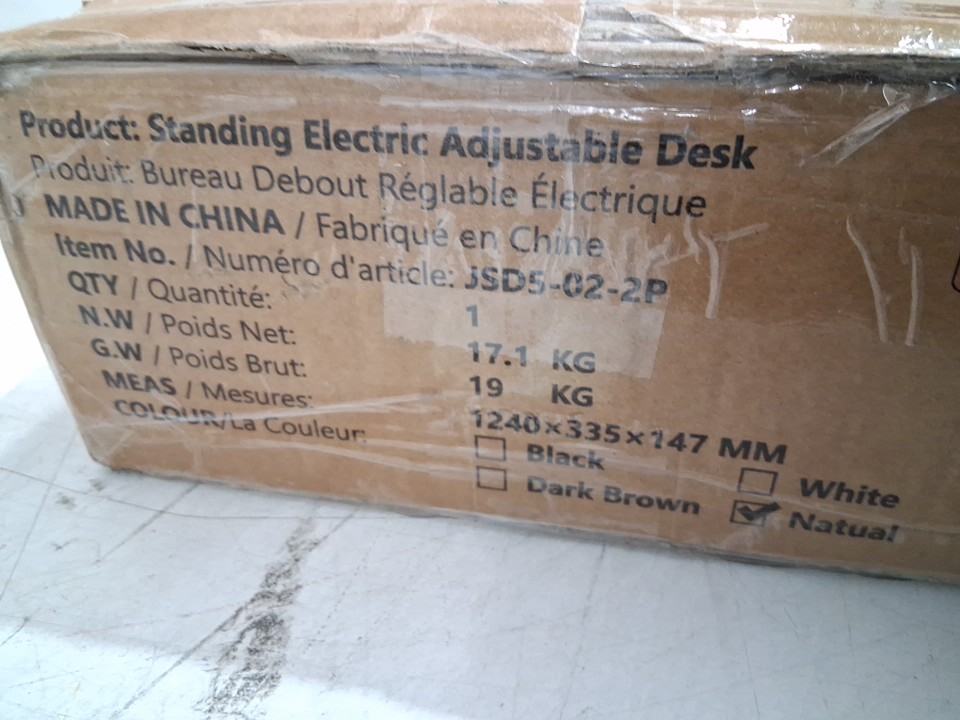 Product: Standing Electric Adjustable Desk
Produit: Bureau Debout Réglable Électrique
MADE IN CHINA / Fabriqué en Chine
Item No. / Numéro d'article: JSD5-02-2P
QTY / Quantité: 1
N.W / Poids Net: 17.1 KG
G.W / Poids Brut: 19 KG
MEAS / Mesures: 1240×335×147 MM
COLOUR/La Couleur: Black White
Dark Brown Natual